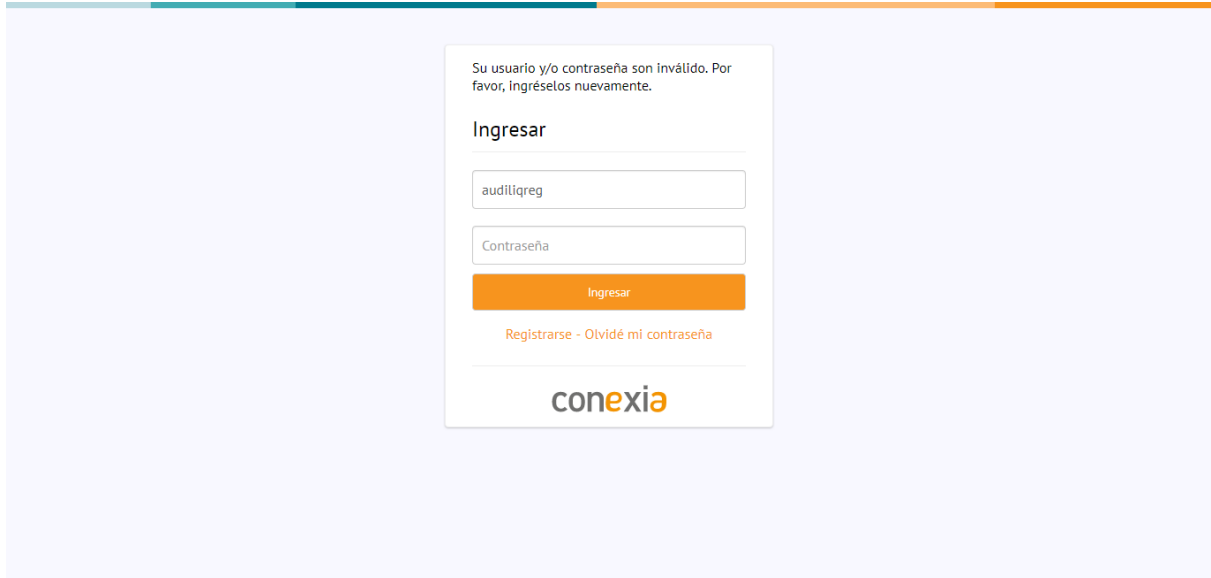 Su usuario y/o contraseña son inválido. Por
favor, ingréselos nuevamente.
Ingresar
audiliqreg
Contraseña
Ingresar
Registrarse - Olvidé mi contraseña
conexia